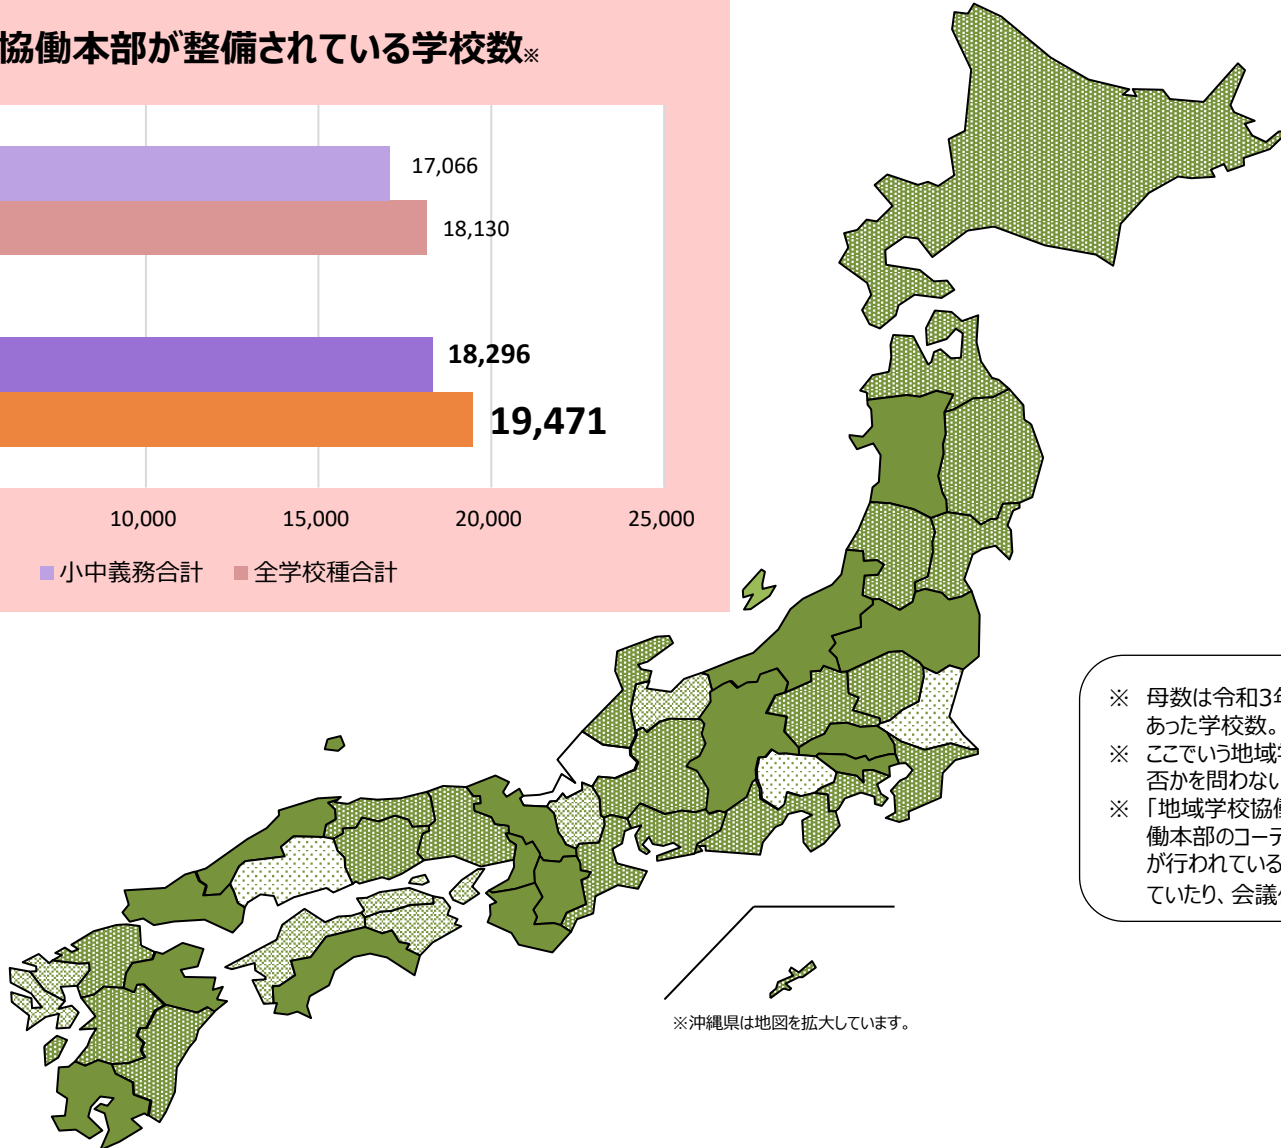 協働本部が整備されている学校数※
17,066
18,130
18,296
19,471
10,000 15,000 20,000 25,000
小中義務合計 全学校種合計
※ 母数は令和3年
あった学校数。
※ ここでいう地域学
否かを問わない
※ 「地域学校協働
働本部のコーデ
が行われている
ていたり、会議
※沖縄県は地図を拡大しています。